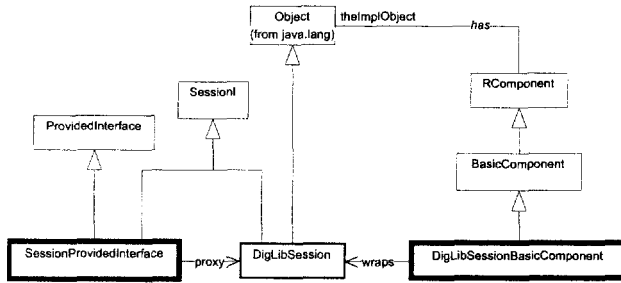 Object
(from java.lang)
theImplObject
has
SessionI
RComponent
ProvidedInterface
BasicComponent
SessionProvidedInterface
proxy
DigLibSession
wraps
DigLibSessionBasicComponent